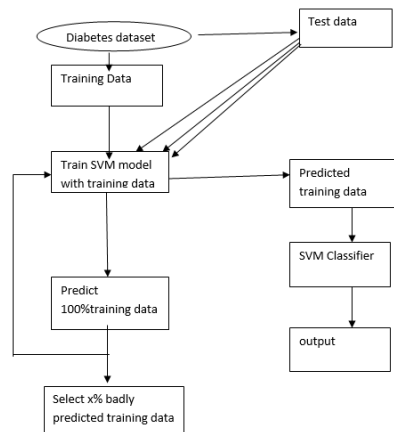 Diabetes dataset
Test data
Training Data
Train SVM model
with training data
Predicted
training data
SVM Classifier
Predict
100%training data
output
Select x% badly
predicted training data